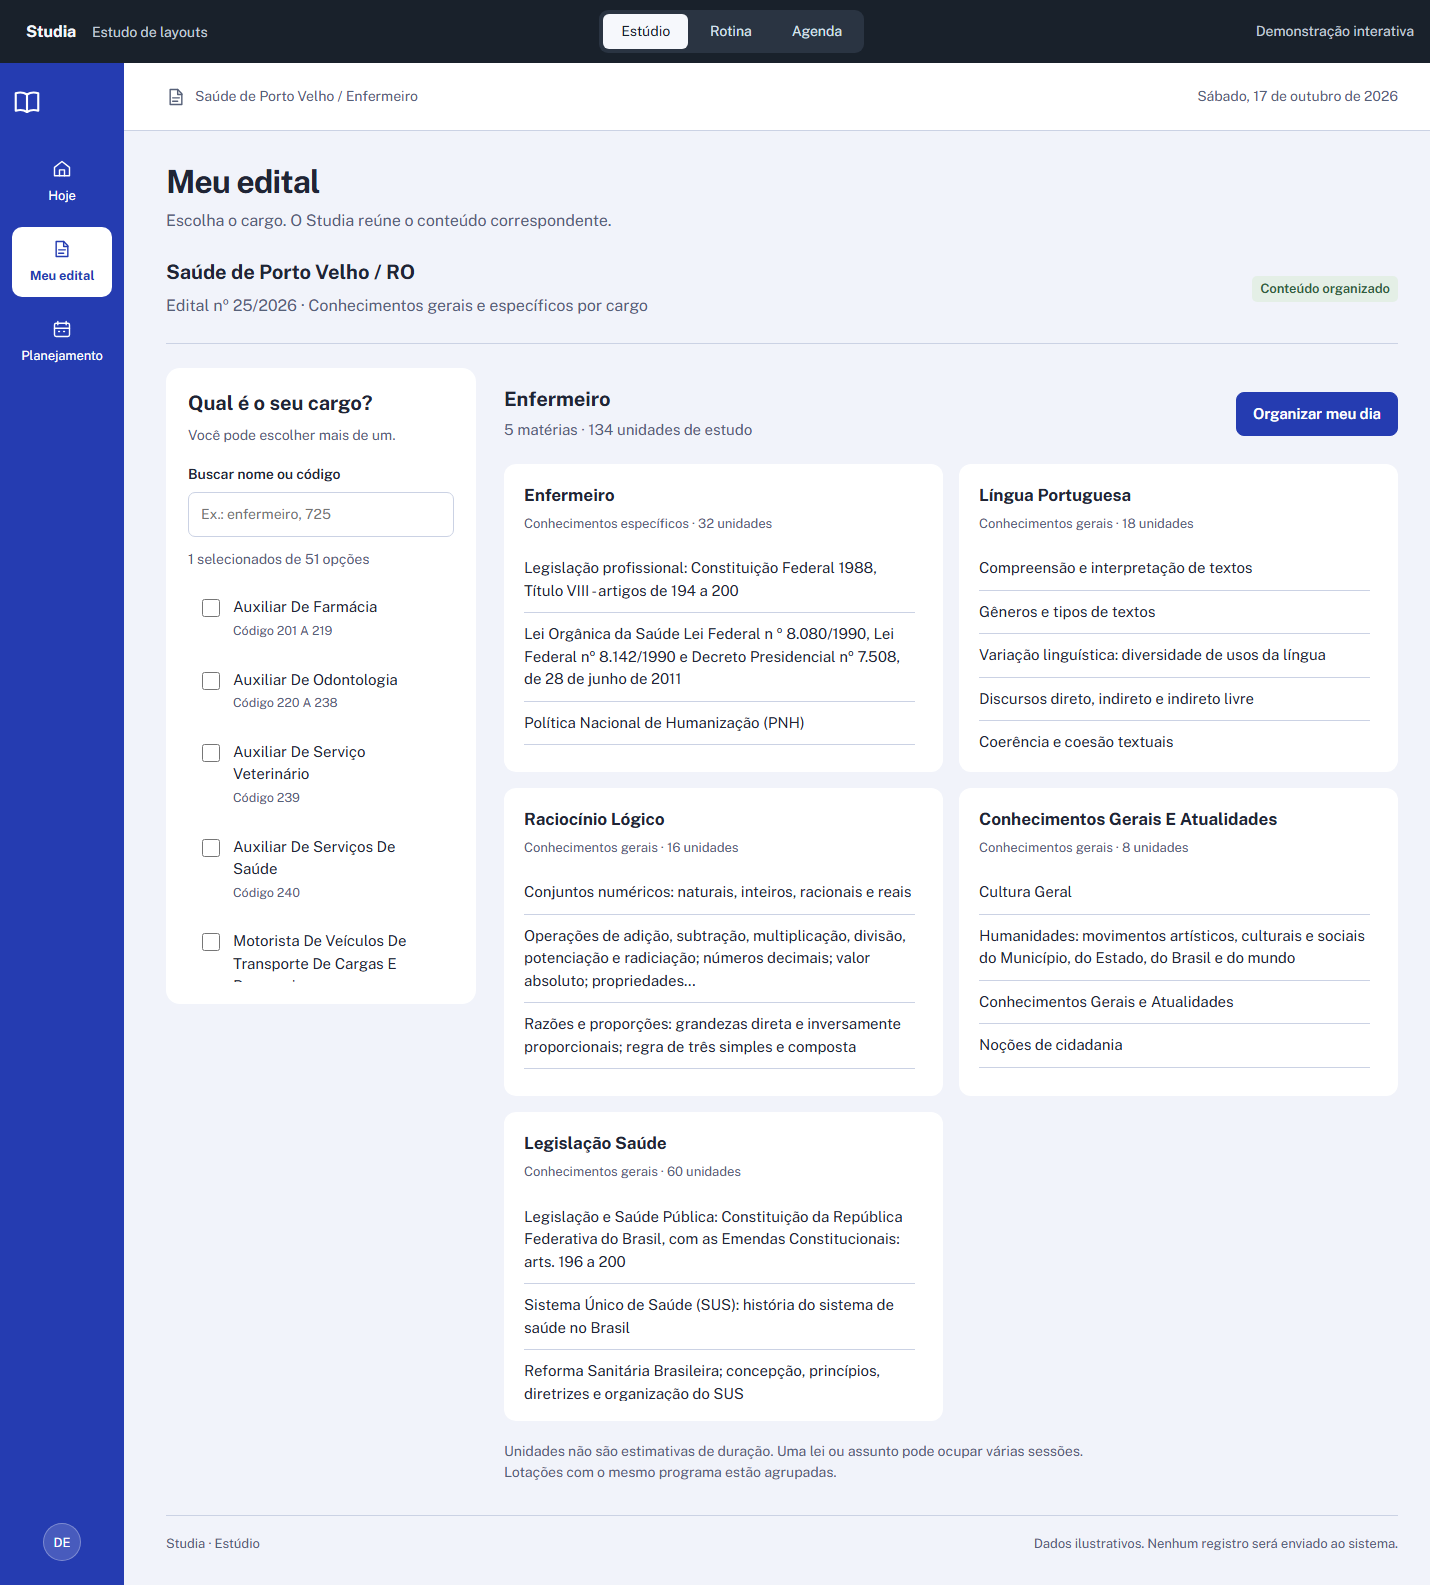 Studia
Estudo de layouts
Estúdio
Rotina
Agenda
Demonstração interativa
Hoje
Meu edital
Planejamento
DE
Saúde de Porto Velho / Enfermeiro
Sábado, 17 de outubro de 2026
Meu edital
Escolha o cargo. O Studia reúne o conteúdo correspondente.
Saúde de Porto Velho / RO
Edital nº 25/2026 · Conhecimentos gerais e específicos por cargo
Conteúdo organizado
Qual é o seu cargo?
Você pode escolher mais de um.
Buscar nome ou código
Ex.: enfermeiro, 725
1 selecionados de 51 opções
Auxiliar De Farmácia
Código 201 A 219
Auxiliar De Odontologia
Código 220 A 238
Auxiliar De Serviço
Veterinário
Código 239
Auxiliar De Serviços De
Saúde
Código 240
Motorista De Veículos De
Transporte De Cargas E
Enfermeiro
5 matérias · 134 unidades de estudo
Organizar meu dia
Enfermeiro
Conhecimentos específicos · 32 unidades
Legislação profissional: Constituição Federal 1988,
Título VIII - artigos de 194 a 200
Lei Orgânica da Saúde Lei Federal n º 8.080/1990, Lei
Federal nº 8.142/1990 e Decreto Presidencial nº 7.508,
de 28 de junho de 2011
Política Nacional de Humanização (PNH)
Língua Portuguesa
Conhecimentos gerais · 18 unidades
Compreensão e interpretação de textos
Gêneros e tipos de textos
Variação linguística: diversidade de usos da língua
Discursos direto, indireto e indireto livre
Coerência e coesão textuais
Raciocínio Lógico
Conhecimentos gerais · 16 unidades
Conjuntos numéricos: naturais, inteiros, racionais e reais
Operações de adição, subtração, multiplicação, divisão,
potenciação e radiciação; números decimais; valor
absoluto; propriedades...
Razões e proporções: grandezas direta e inversamente
proporcionais; regra de três simples e composta
Conhecimentos Gerais E Atualidades
Conhecimentos gerais · 8 unidades
Cultura Geral
Humanidades: movimentos artísticos, culturais e sociais
do Município, do Estado, do Brasil e do mundo
Conhecimentos Gerais e Atualidades
Noções de cidadania
Legislação Saúde
Conhecimentos gerais · 60 unidades
Legislação e Saúde Pública: Constituição da República
Federativa do Brasil, com as Emendas Constitucionais:
arts. 196 a 200
Sistema Único de Saúde (SUS): história do sistema de
saúde no Brasil
Reforma Sanitária Brasileira; concepção, princípios,
diretrizes e organização do SUS
Unidades não são estimativas de duração. Uma lei ou assunto pode ocupar várias sessões.
Lotações com o mesmo programa estão agrupadas.
Studia · Estúdio
Dados ilustrativos. Nenhum registro será enviado ao sistema.